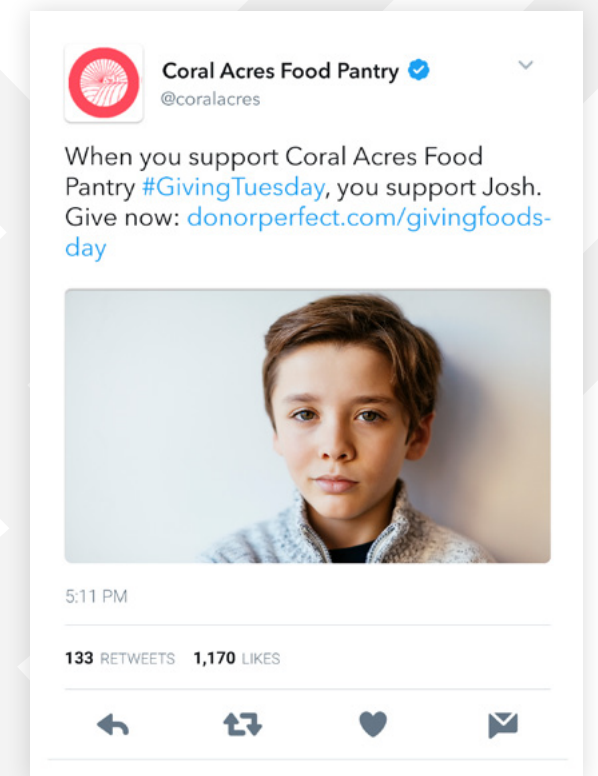 Coral Acres Food Pantry
@coralacres
When you support Coral Acres Food
Pantry #GivingTuesday, you support Josh.
Give now: donorperfect.com/givingfoods-
day
5:11 PM
133 RETWEETS 1,170 LIKES